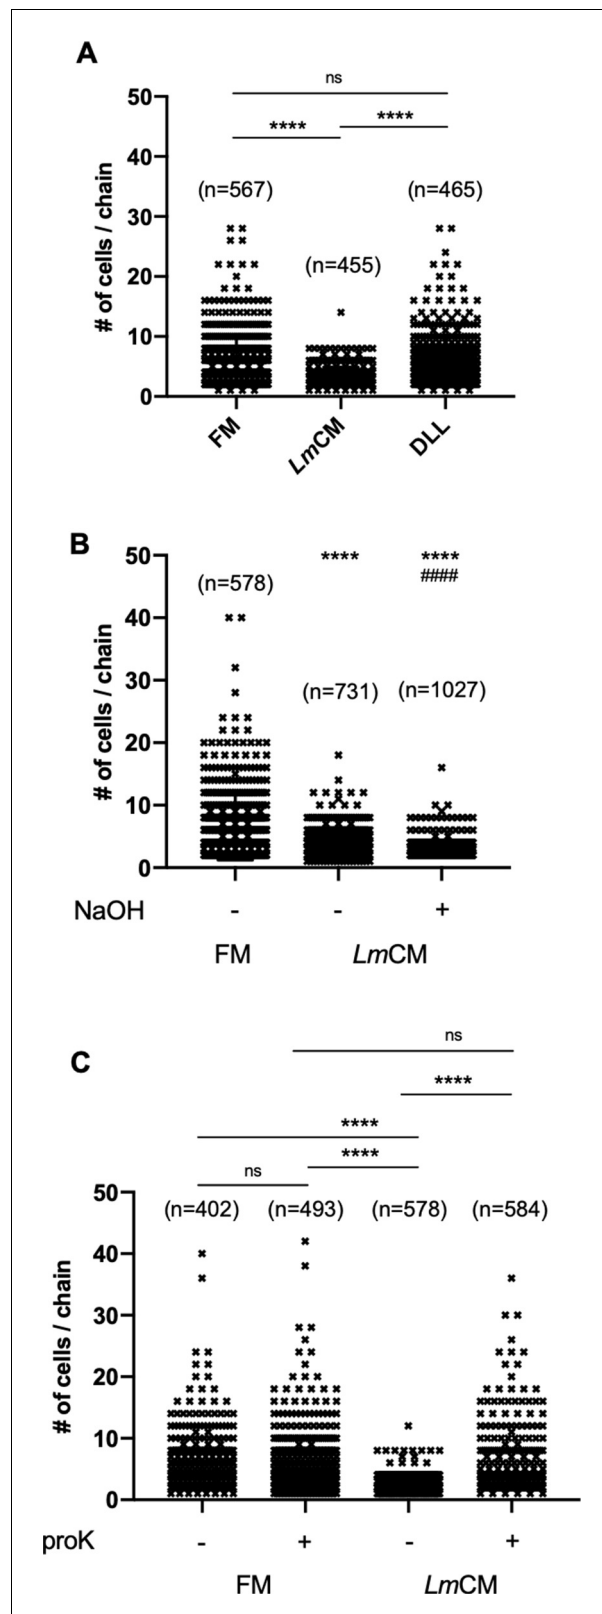 A
ns
**** ****
50
40
30
20
10
0
# of cells / chain
(n=567) (n=455) (n=465)
FM LmCM DLL
B
50
40
30
20
10
0
# of cells / chain
(n=578) (n=731) (n=1027)
**** ****
####
NaOH - - +
FM LmCM
C
ns
****
****
****
ns
50
40
30
20
10
0
# of cells / chain
(n=402) (n=493) (n=578) (n=584)
proK - + - +
FM LmCM